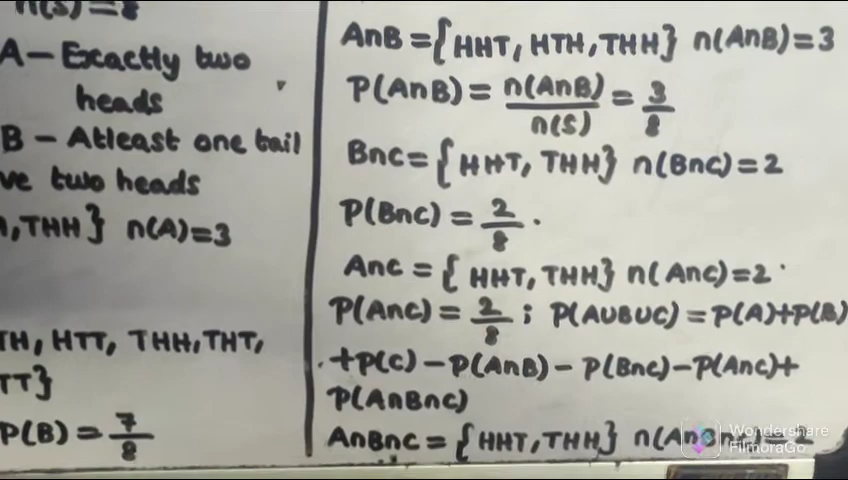 n(S)=8
A-Exactly two
heads
B - Atleast one tail
ve two heads
,THH} n(A)=3
TH, HTT, THH,THT,
TT}
P(B) = 7/8
AnB ={HHT, HTH,THH} n(AnB)=3
P(AnB) = n(AnB)/n(S) = 3/8
Bnc={HHT, THH} n(Bnc)=2
P(Bnc) = 2/8.
Anc = {HHT, THH} n(Anc)=2
P(Anc) = 2/8 ; P(AUBUC) = P(A)+P(B)
+P(C) - P(AnB) - P(Bnc) - P(Anc)+
P(AnBnc)
AnBnc = {HHT,THH} n(AnBnc)=2
Wondershare
FilmoraGo